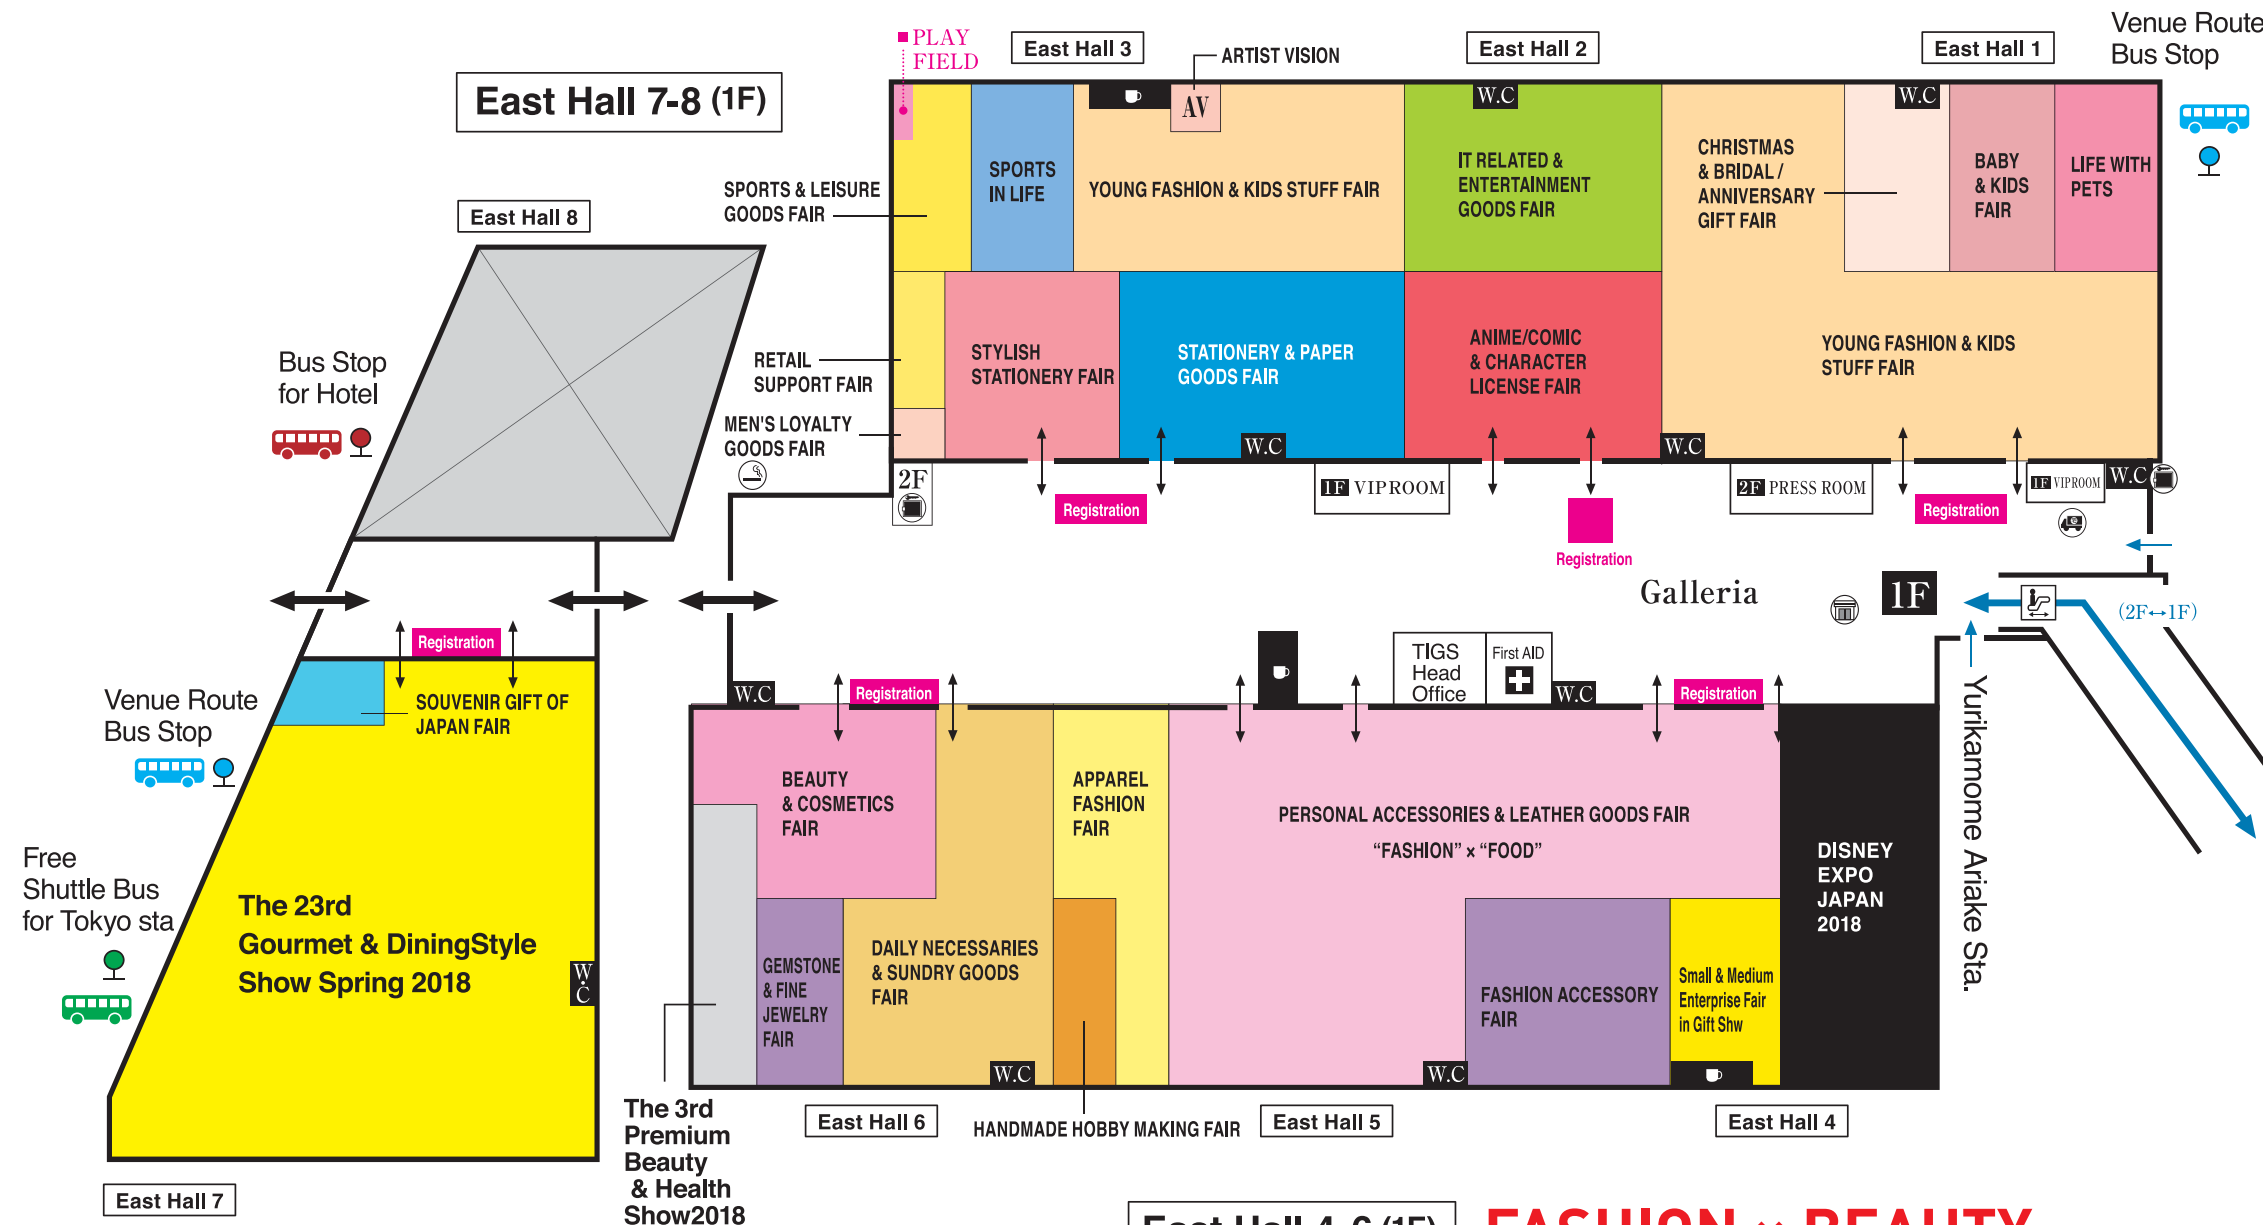 Venue Route
Bus Stop
PLAY
FIELD
East Hall 3
ARTIST VISION
East Hall 2
East Hall 1
East Hall 7-8 (1F)
W.C
AV
W.C
SPORTS & LEISURE
GOODS FAIR
SPORTS
IN LIFE
YOUNG FASHION & KIDS STUFF FAIR
IT RELATED &
ENTERTAINMENT
GOODS FAIR
CHRISTMAS
& BRIDAL /
ANNIVERSARY
GIFT FAIR
BABY
& KIDS
FAIR
LIFE WITH
PETS
East Hall 8
Bus Stop
for Hotel
RETAIL
SUPPORT FAIR
STYLISH
STATIONERY FAIR
STATIONERY & PAPER
GOODS FAIR
ANIME/COMIC
& CHARACTER
LICENSE FAIR
YOUNG FASHION & KIDS
STUFF FAIR
MEN'S LOYALTY
GOODS FAIR
W.C
W.C
2F
1F VIPROOM
2F PRESS ROOM
1F VIPROOM
W.C
Registration
Registration
Registration
Galleria
1F
(2F↔1F)
Registration
TIGS
Head
Office
First AID
W.C
Registration
W.C
Registration
SOUVENIR GIFT OF
JAPAN FAIR
Venue Route
Bus Stop
Yurikamome Ariake Sta.
BEAUTY
& COSMETICS
FAIR
APPAREL
FASHION
FAIR
PERSONAL ACCESSORIES & LEATHER GOODS FAIR
“FASHION” × “FOOD”
DISNEY
EXPO
JAPAN
2018
Free
Shuttle Bus
for Tokyo sta
The 23rd
Gourmet & DiningStyle
Show Spring 2018
W.C
GEMSTONE
& FINE
JEWELRY
FAIR
DAILY NECESSARIES
& SUNDRY GOODS
FAIR
FASHION ACCESSORY
FAIR
Small & Medium
Enterprise Fair
in Gift Shw
W.C
W.C
The 3rd
Premium
Beauty
& Health
Show2018
East Hall 6
HANDMADE HOBBY MAKING FAIR
East Hall 5
East Hall 4
East Hall 7
East Hall 4-6 (1F)
FASHION × BEAUTY